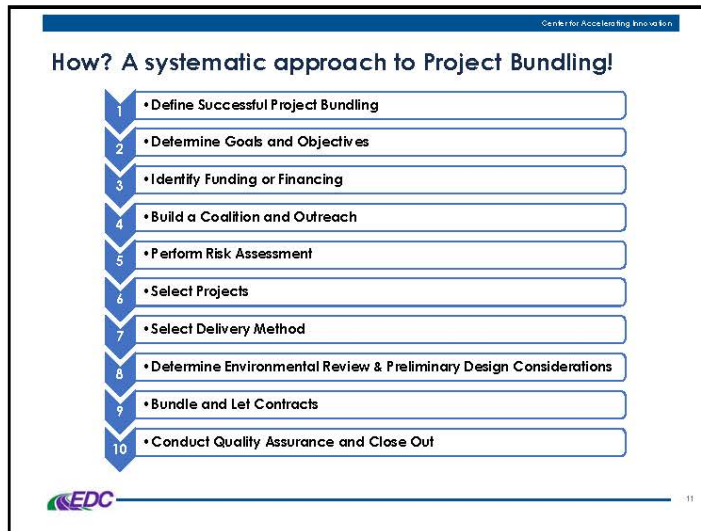 Center for Accelerating Innovation
How? A systematic approach to Project Bundling!
1 •Define Successful Project Bundling
2 •Determine Goals and Objectives
3 •Identify Funding or Financing
4 •Build a Coalition and Outreach
5 •Perform Risk Assessment
6 •Select Projects
7 •Select Delivery Method
8 •Determine Environmental Review & Preliminary Design Considerations
9 •Bundle and Let Contracts
10 •Conduct Quality Assurance and Close Out
EDC
11